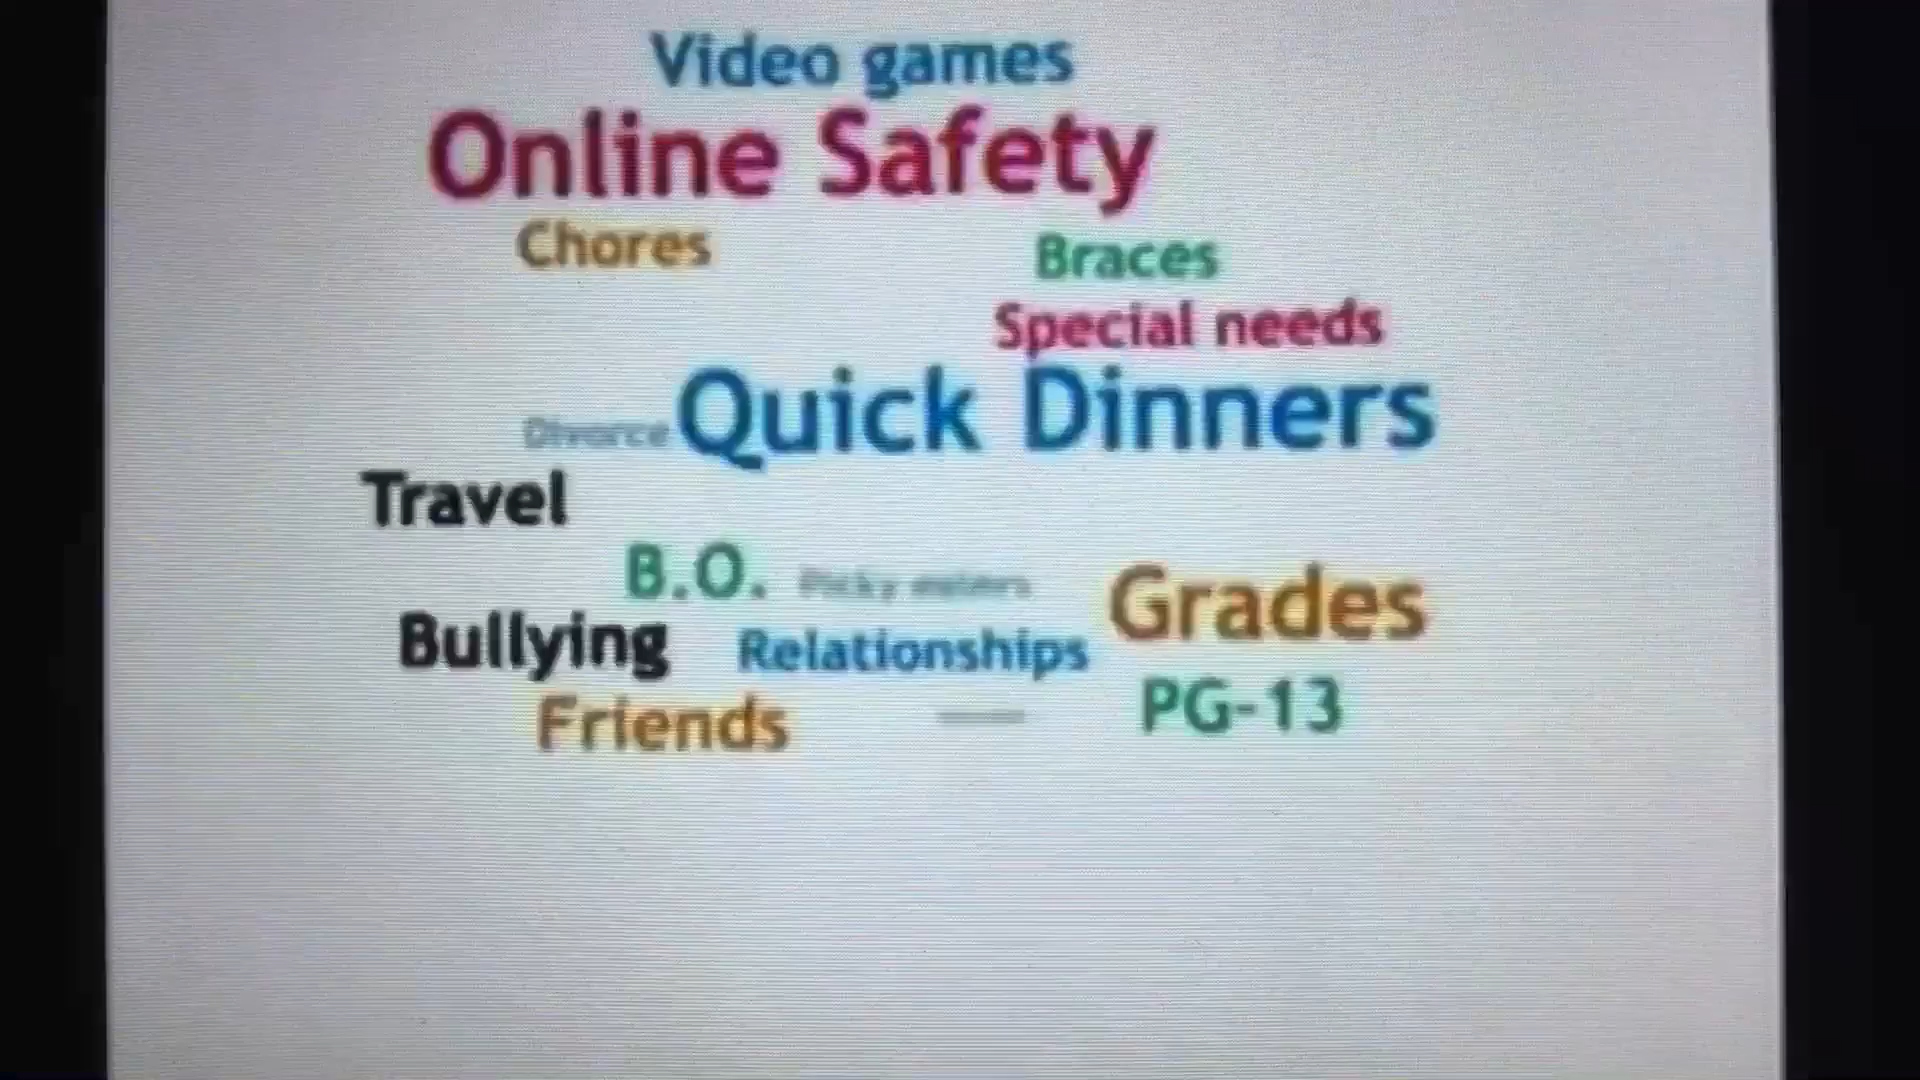 Video games
Online Safety
Chores
Braces
Special needs
Divorce Quick Dinners
Travel
B.O. Picky eaters Grades
Bullying Relationships
Friends
PG-13